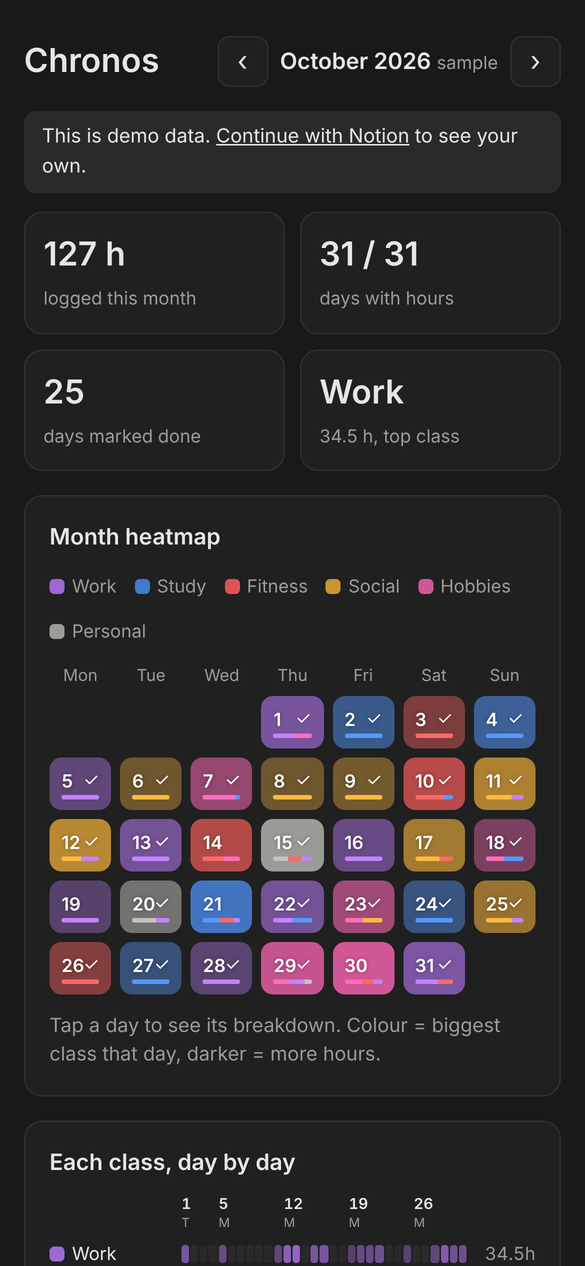 Chronos
‹ October 2026 sample ›
This is demo data. Continue with Notion to see your
own.
127 h
logged this month
31 / 31
days with hours
25
days marked done
Work
34.5 h, top class
Month heatmap
Work Study Fitness Social Hobbies
Personal
Mon Tue Wed Thu Fri Sat Sun
1 ✓ 2 ✓ 3 ✓ 4 ✓
5 ✓ 6 ✓ 7 ✓ 8 ✓ 9 ✓ 10 ✓ 11 ✓
12 ✓ 13 ✓ 14 15 ✓ 16 17 18 ✓
19 20 ✓ 21 22 ✓ 23 ✓ 24 ✓ 25 ✓
26 ✓ 27 ✓ 28 ✓ 29 ✓ 30 31 ✓
Tap a day to see its breakdown. Colour = biggest
class that day, darker = more hours.
Each class, day by day
1 5 12 19 26
T M M M M
Work 34.5h